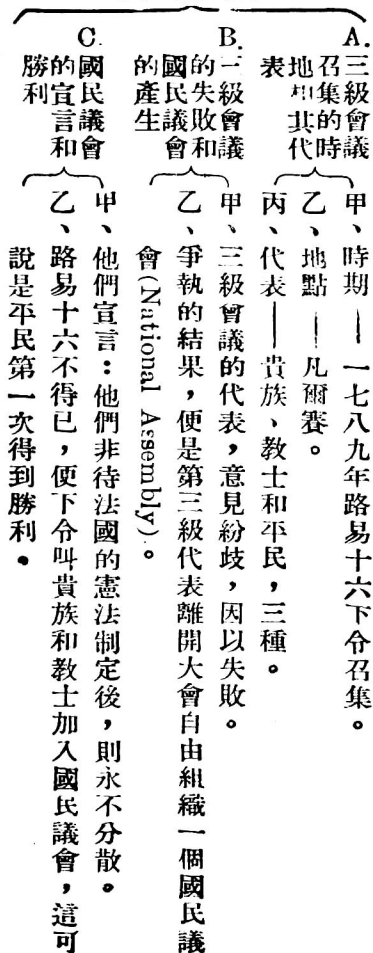 A.三級會議
召集的時
地和其代
表
甲、時期——一七八九年路易十六下令召集。
乙、地點——凡爾賽。
丙、代表——貴族、教士和平民，三種。
B.三級會議
的失敗和
國民議會
的產生
甲、三級會議的代表，意見紛歧，因以失敗。
乙、爭執的結果，便是第三級代表離開大會自由組織一個國民議
會(National Assembly)。
C.國民議會
的宣言和
勝利
甲、他們宣言：他們非待法國的憲法制定後，則永不分散。
乙、路易十六不得已，便下令叫貴族和教士加入國民議會，這可
說是平民第一次得到勝利。